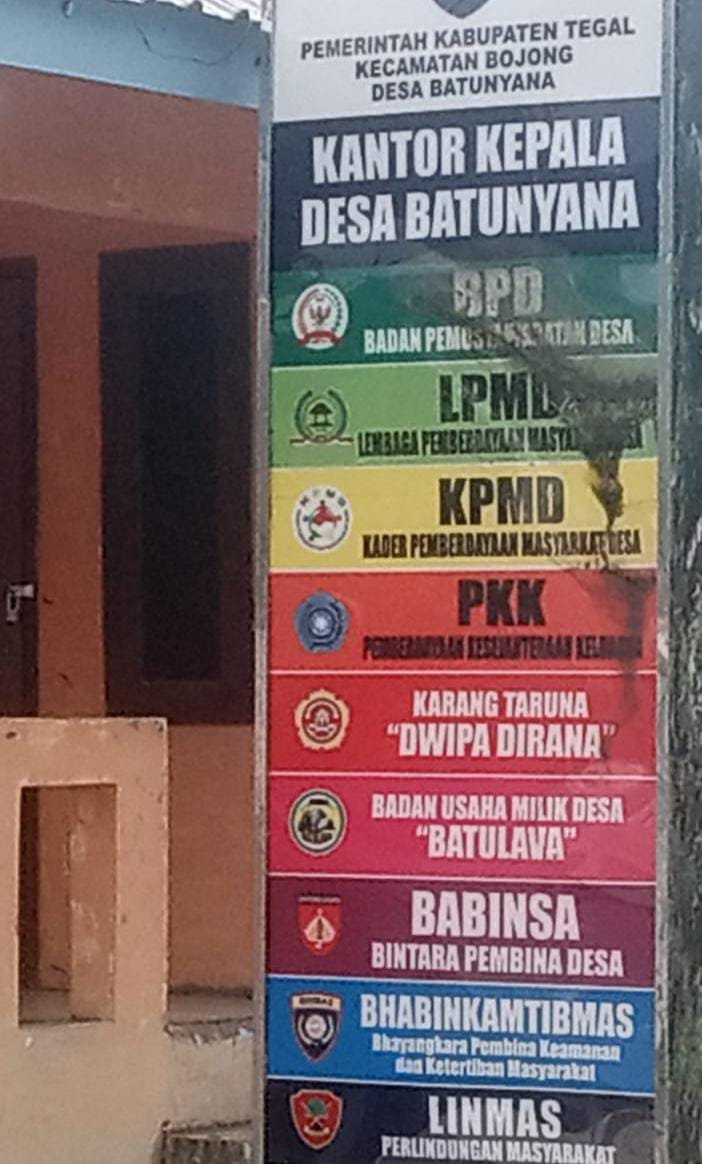 PEMERINTAH KABUPATEN TEGAL
KECAMATAN BOJONG
DESA BATUNYANA
KANTOR KEPALA
DESA BATUNYANA
BPD
BADAN DESA
LPMD
LEMBAGA PEMBERDAYAAN
KPMD
KADER PEMBERDAYAAN MASYARKAT DESA
PKK
PEMBERDAYAAN KESEJAHTERAAN
KARANG TARUNA
"DWIPA DIRANA"
BADAN USAHA MILIK DESA
"BATULAVA"
BABINSA
BINTARA PEMBINA DESA
BHABINKAMTIBMAS
Bhayangkara Pembina Keamanan
dan Ketertiban Masyarakat
LINMAS
PERLINDUNGAN MASYARAKAT